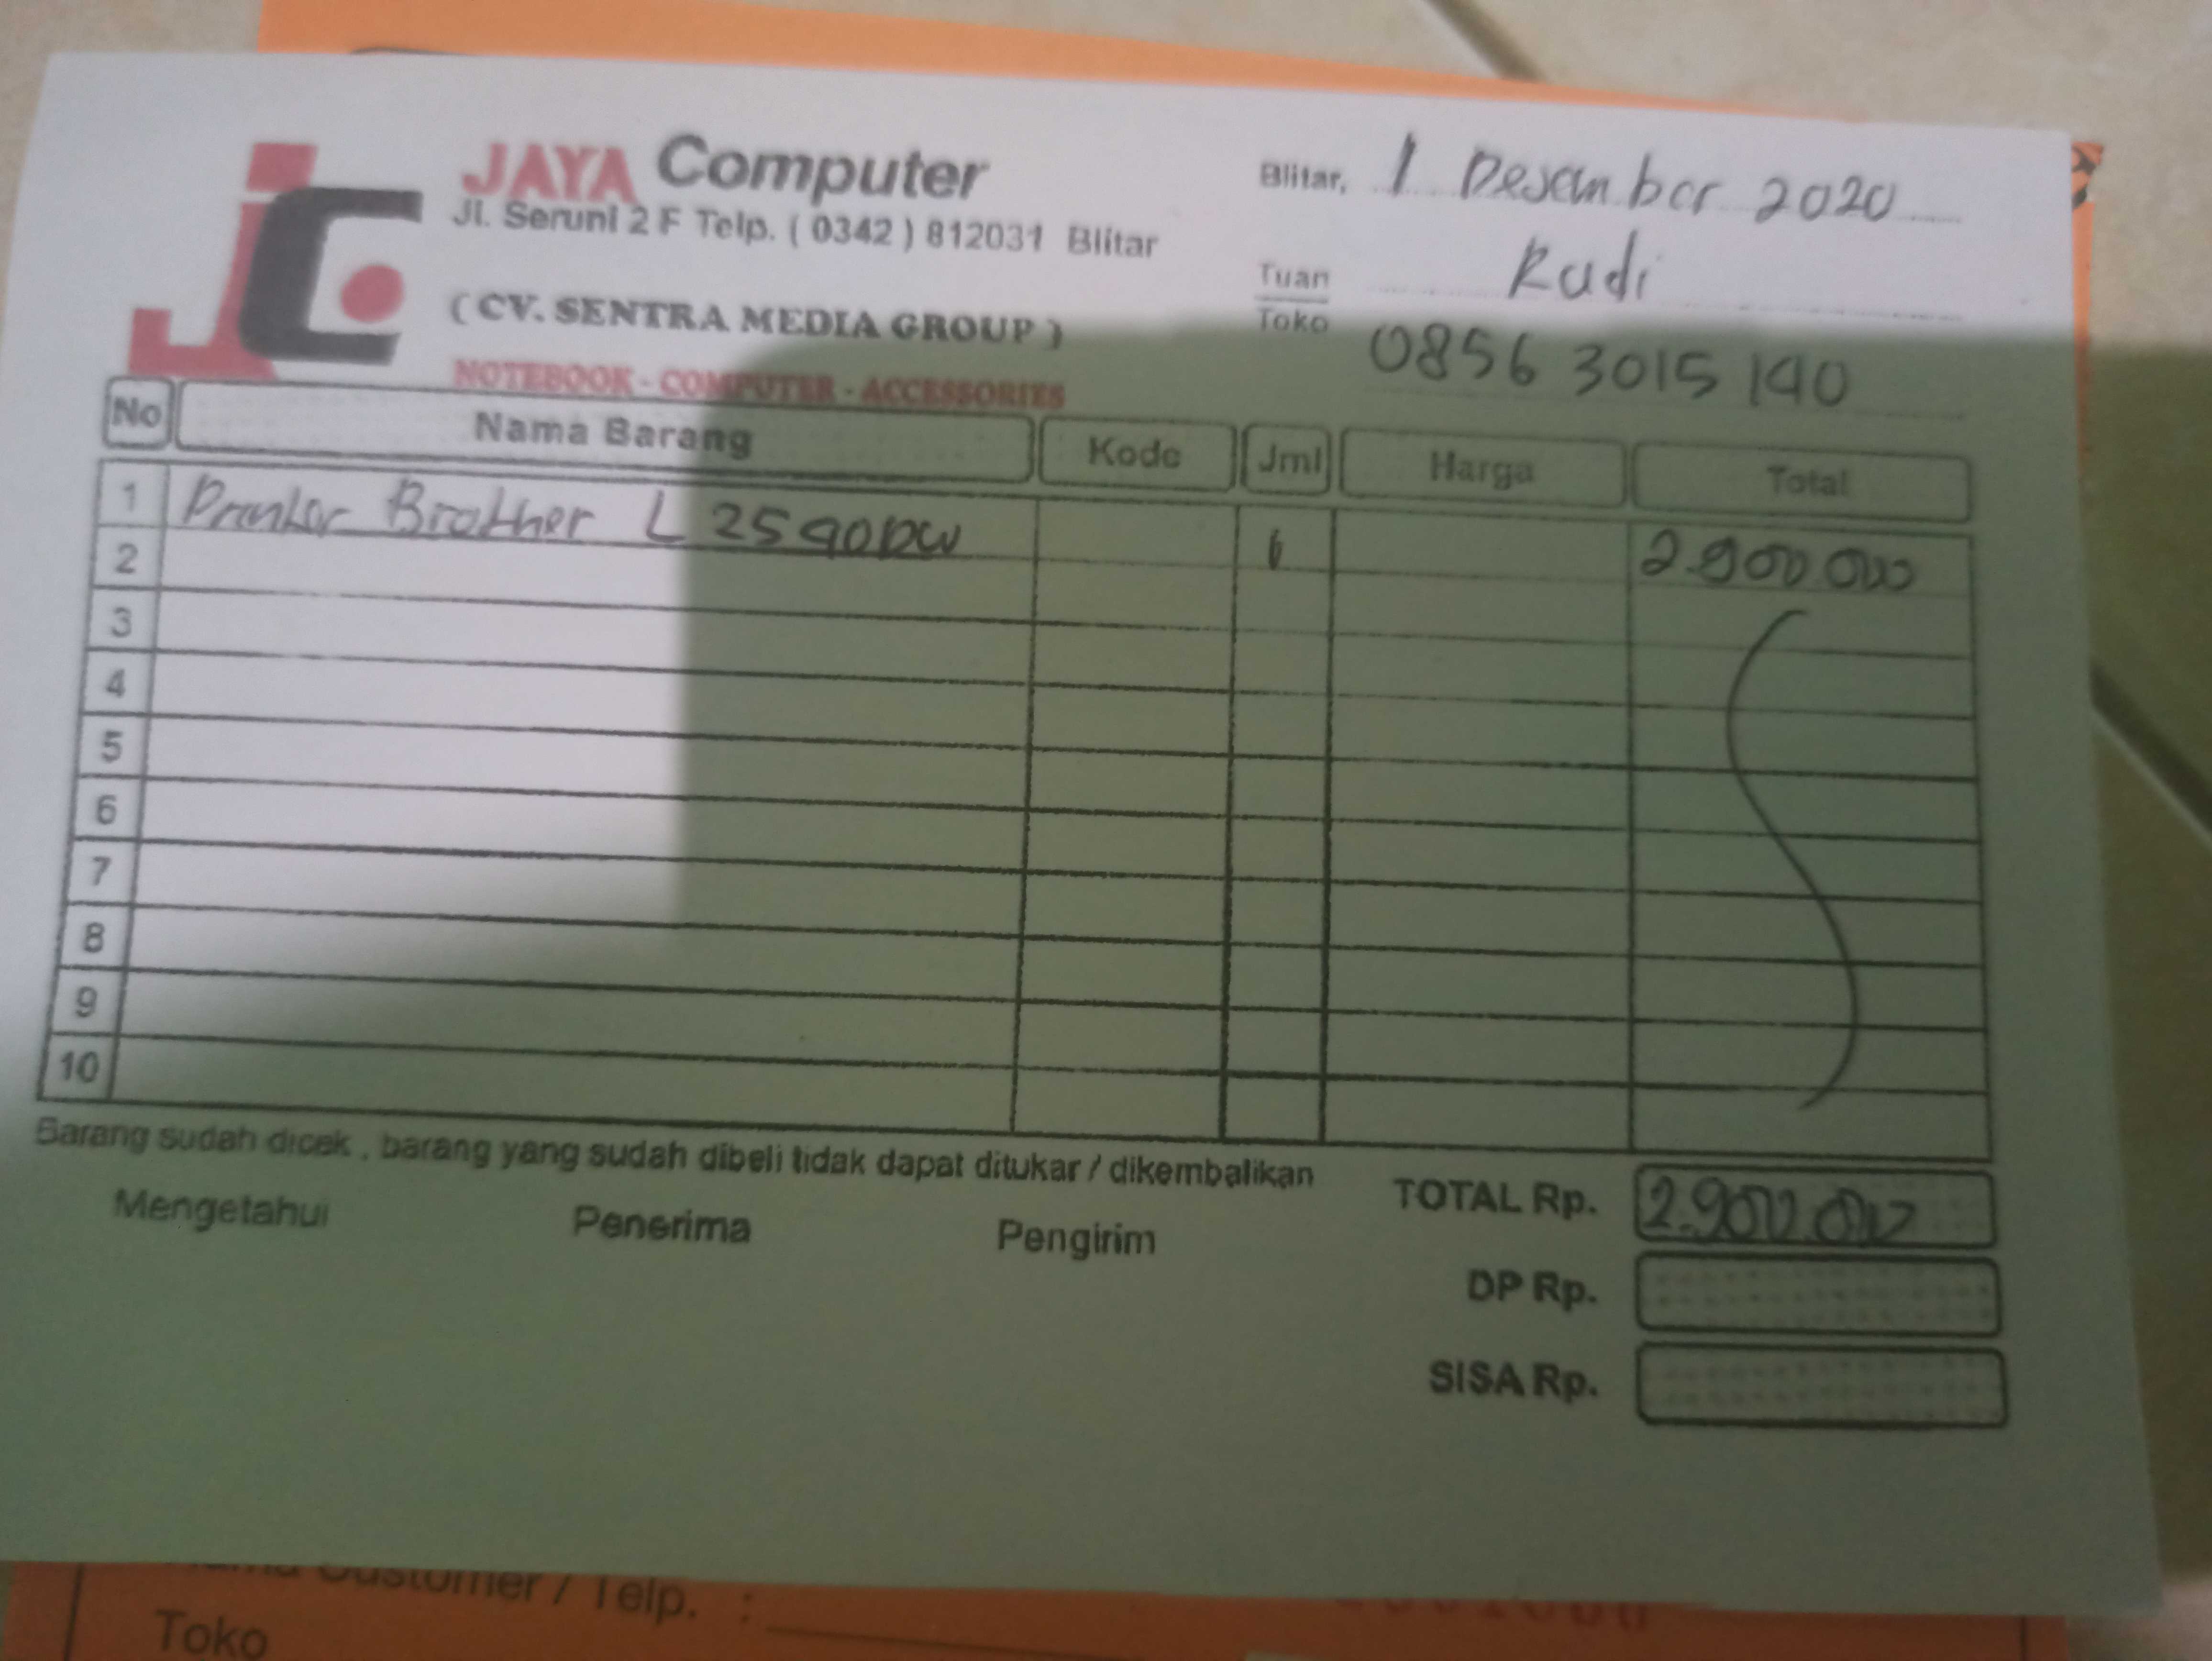 JAYA Computer
Jl. Seruni 2 F Telp. ( 0342 ) 812031 Blitar
( CV. SENTRA MEDIA GROUP )
NOTEBOOK - COMPUTER - ACCESSORIES
Blitar, 1 Desember 2020
Tuan Rudi
Toko 0856 3015 140
No Nama Barang Kode Jml Harga Total
1 Printer Brother L 2540DW 1 2.900.000
2
3
4
5
6
7
8
9
10
Barang sudah dicek , barang yang sudah dibeli tidak dapat ditukar / dikembalikan
Mengetahui Penerima Pengirim
TOTAL Rp. 2.900.000
DP Rp.
SISA Rp.
Customer / Telp. :
Toko